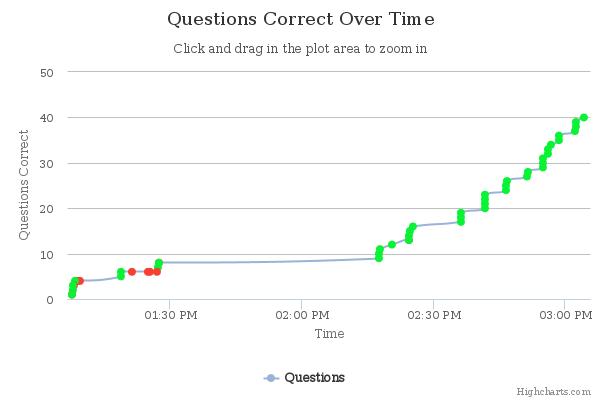 Questions Correct Over Time
Click and drag in the plot area to zoom in
Questions Correct
50
40
30
20
10
0
01:30 PM
02:00 PM
02:30 PM
03:00 PM
Time
Questions
Highcharts.com